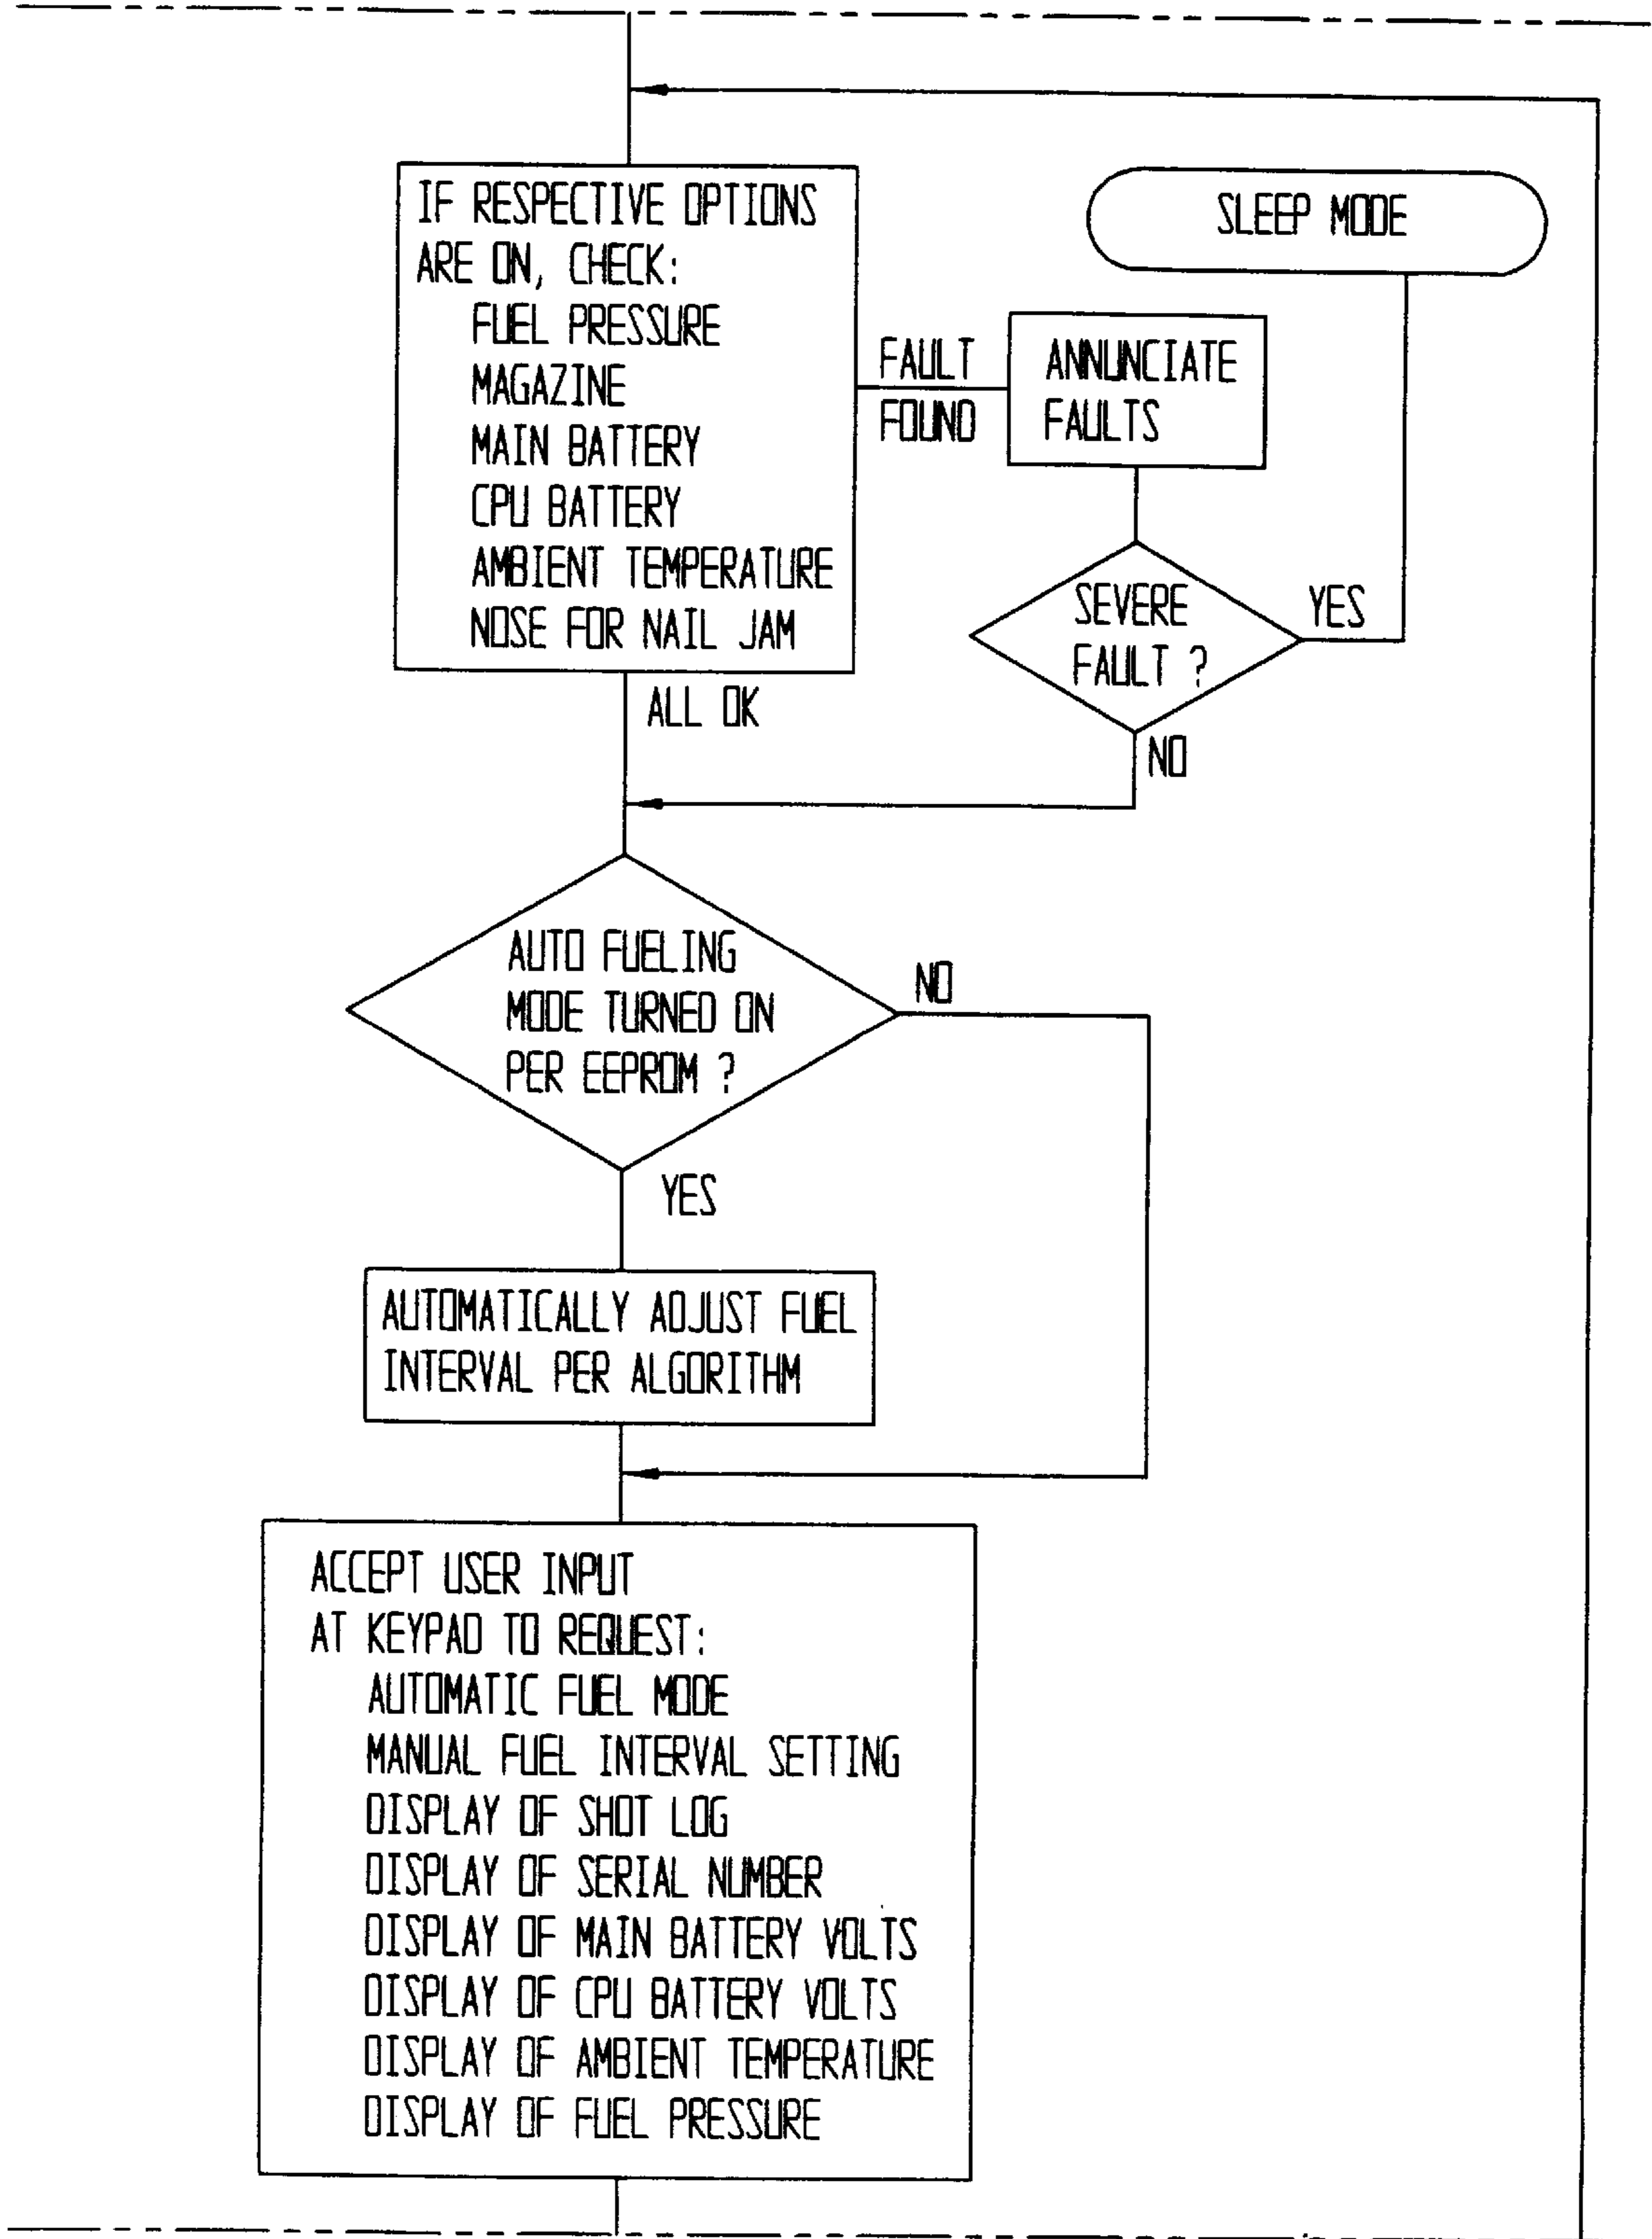 IF RESPECTIVE OPTIONS
ARE ON, CHECK:
FUEL PRESSURE
MAGAZINE
MAIN BATTERY
CPU BATTERY
AMBIENT TEMPERATURE
NOSE FOR NAIL JAM
SLEEP MODE
FAULT
FOUND
ANNUNCIATE
FAULTS
SEVERE
FAULT ?
YES
NO
ALL OK
AUTO FUELING
MODE TURNED ON
PER EEPROM ?
NO
YES
AUTOMATICALLY ADJUST FUEL
INTERVAL PER ALGORITHM
ACCEPT USER INPUT
AT KEYPAD TO REQUEST:
AUTOMATIC FUEL MODE
MANUAL FUEL INTERVAL SETTING
DISPLAY OF SHOT LOG
DISPLAY OF SERIAL NUMBER
DISPLAY OF MAIN BATTERY VOLTS
DISPLAY OF CPU BATTERY VOLTS
DISPLAY OF AMBIENT TEMPERATURE
DISPLAY OF FUEL PRESSURE